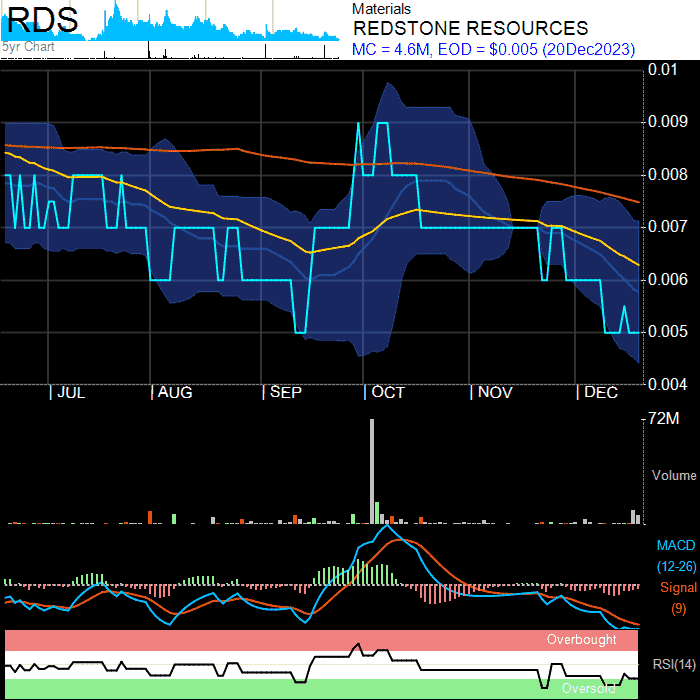 RDS
5yr Chart
Materials
REDSTONE RESOURCES
MC = 4.6M, EOD = $0.005 (20Dec2023)
0.01
0.009
0.008
0.007
0.006
0.005
0.004
JUL AUG SEP OCT NOV DEC
72M
Volume
MACD
(12-26)
Signal
(9)
Overbought
RSI(14)
Oversold